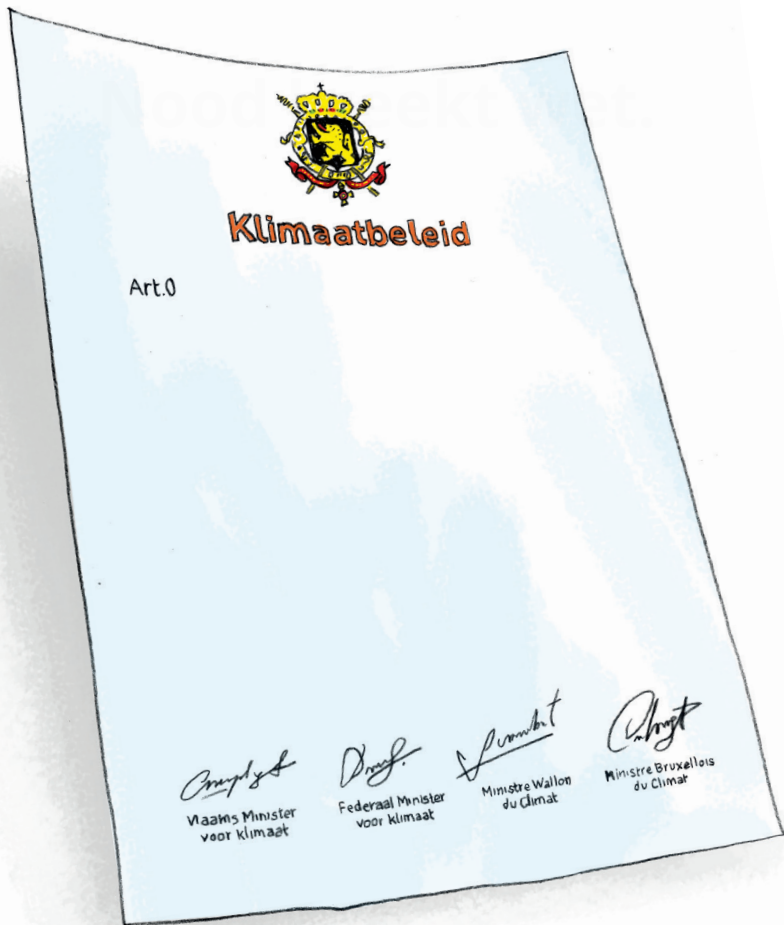 Klimaatbeleid
Art.0
Vlaams Minister
voor klimaat
Federaal Minister
voor klimaat
Ministre Wallon
du Climat
Ministre Bruxellois
du Climat